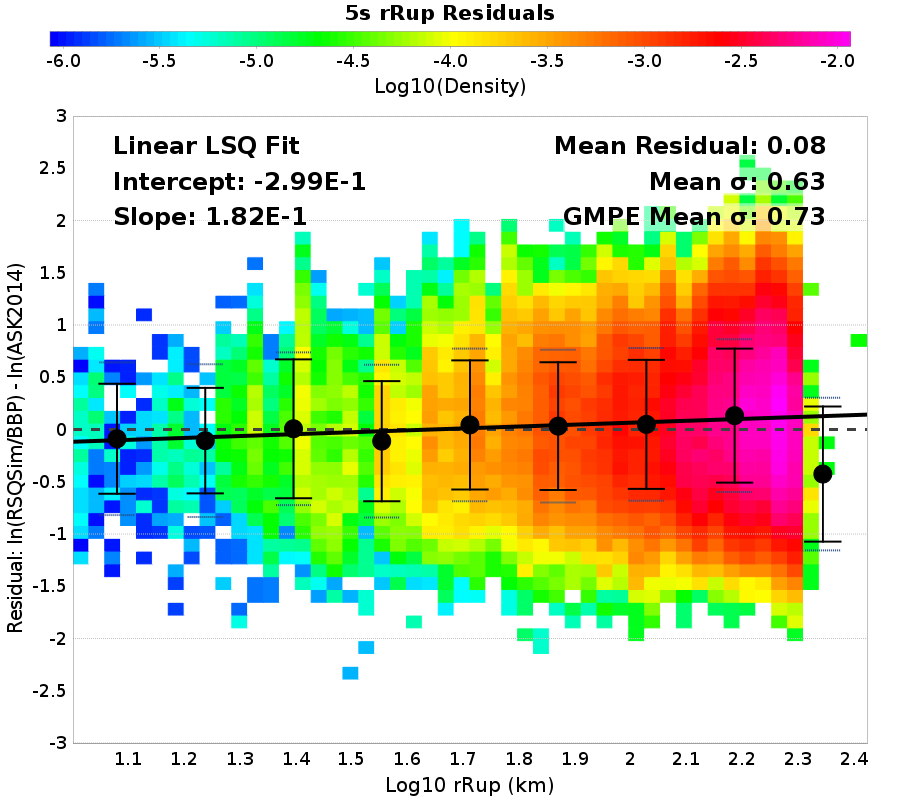 5s rRup Residuals
-6.0 -5.5 -5.0 -4.5 -4.0 -3.5 -3.0 -2.5 -2.0
Log10(Density)
Linear LSQ Fit
Intercept: -2.99E-1
Slope: 1.82E-1
Mean Residual: 0.08
Mean σ: 0.63
GMPE Mean σ: 0.73
Residual: ln(RSQSim/BBP) - ln(ASK2014)
3
2.5
2
1.5
1
0.5
0
-0.5
-1
-1.5
-2
-2.5
-3
1.1 1.2 1.3 1.4 1.5 1.6 1.7 1.8 1.9 2 2.1 2.2 2.3 2.4
Log10 rRup (km)